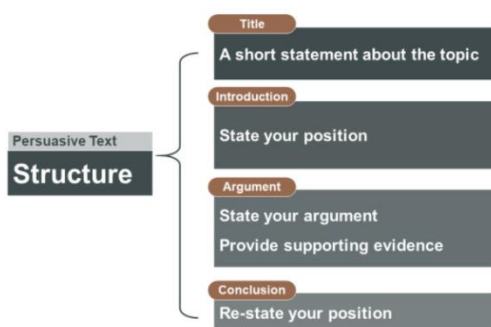 Persuasive Text
Structure
Title
A short statement about the topic
Introduction
State your position
Argument
State your argument
Provide supporting evidence
Conclusion
Re-state your position